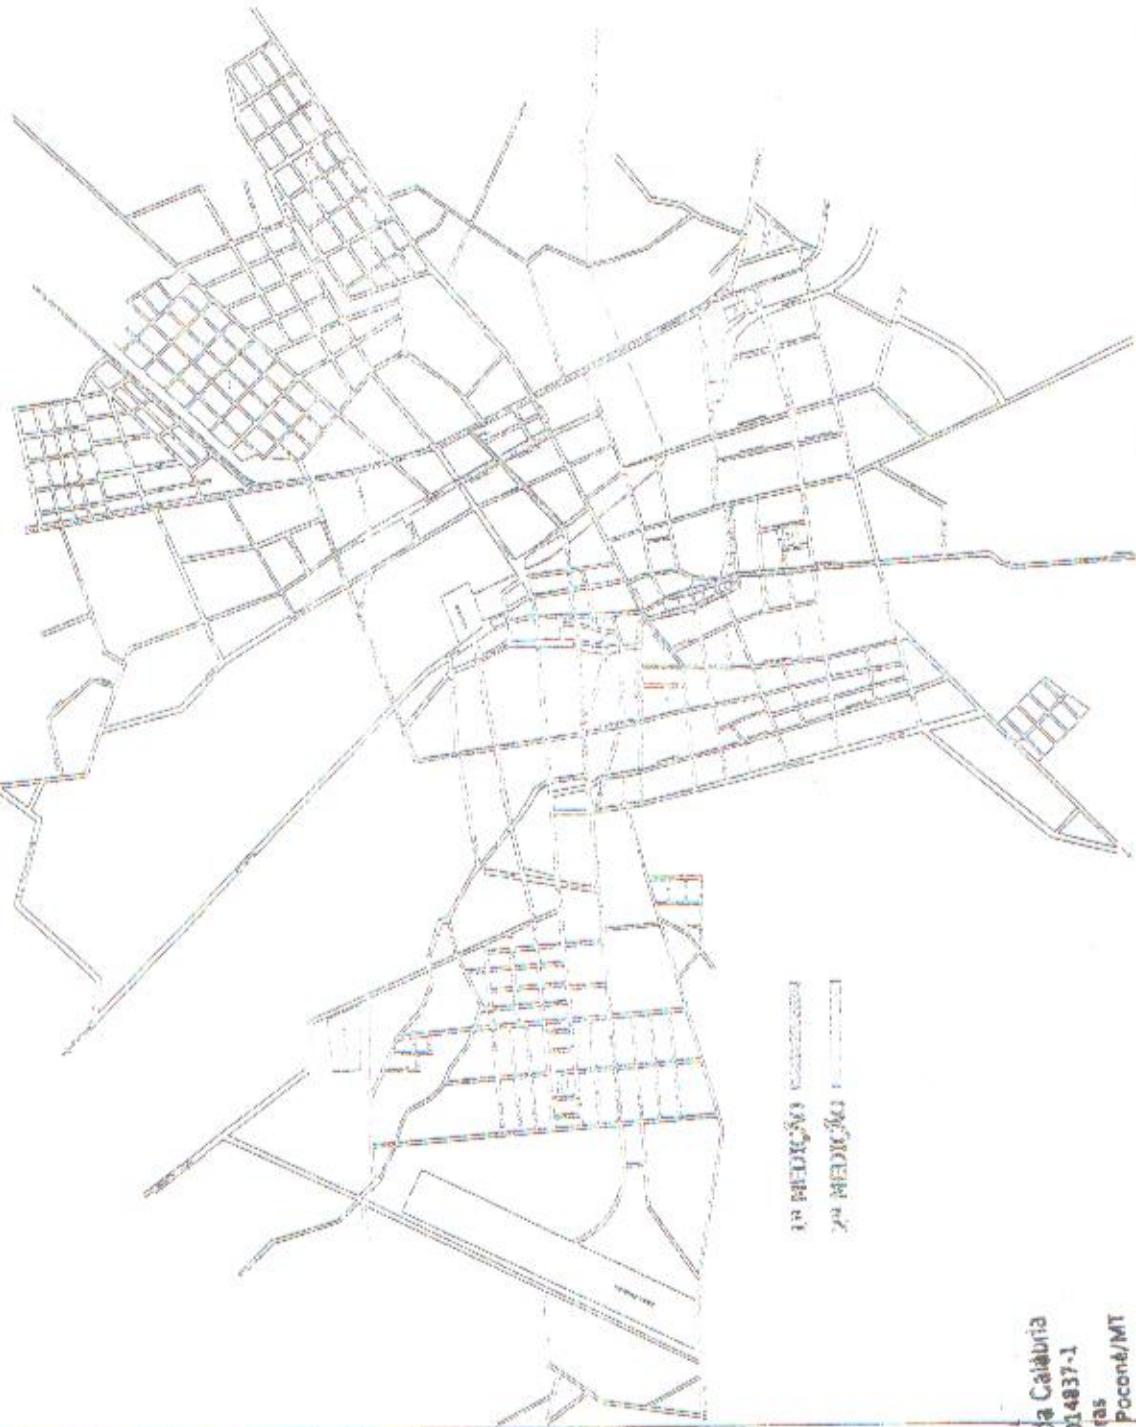 1ª MEDIÇÃO
2ª MEDIÇÃO
a Calábria
14837-1
ras
Poconé/MT